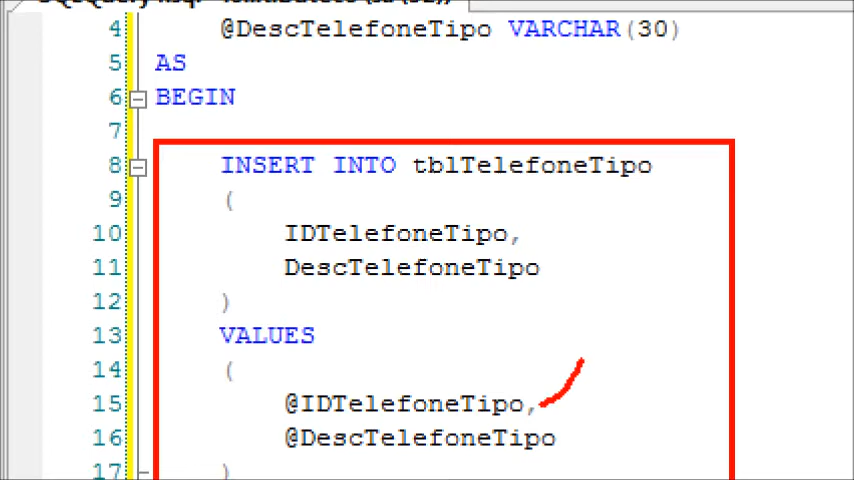 4 @DescTelefoneTipo VARCHAR(30)
5 AS
6 BEGIN
7
8 INSERT INTO tblTelefoneTipo
9 (
10 IDTelefoneTipo,
11 DescTelefoneTipo
12 )
13 VALUES
14 (
15 @IDTelefoneTipo,
16 @DescTelefoneTipo
17 )